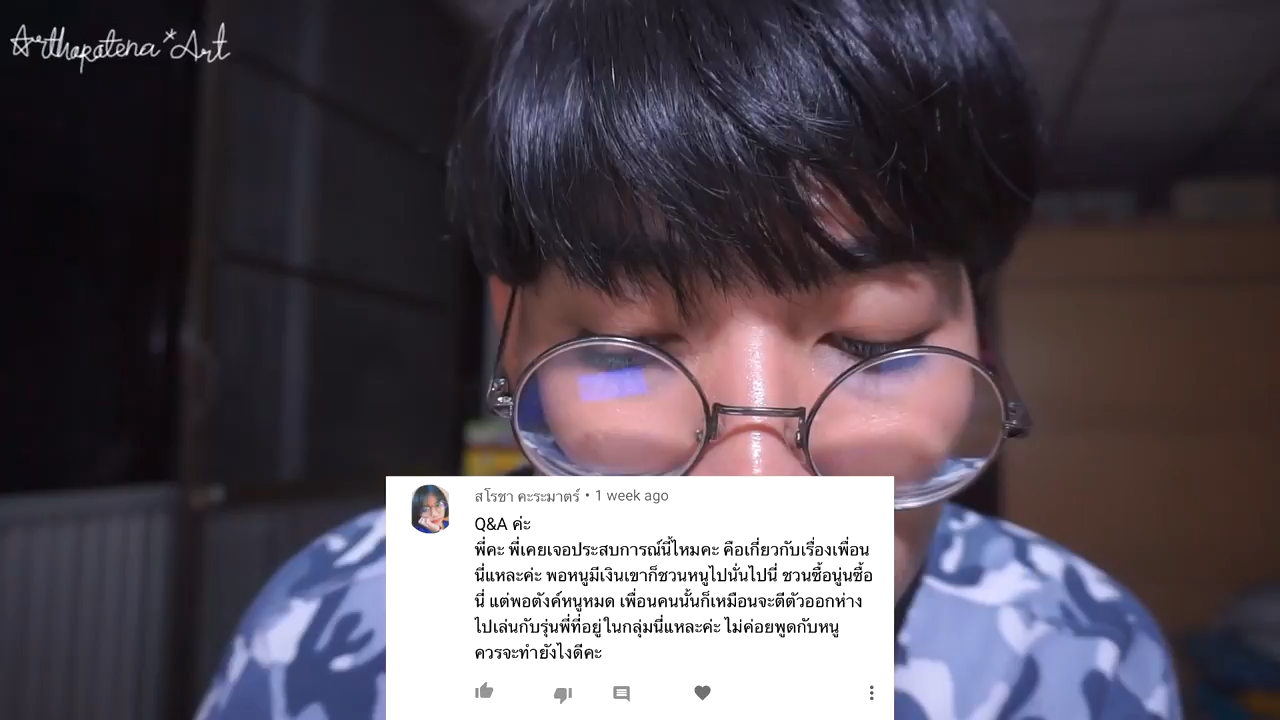 Arthapatena*Art
สโรชา คะระมาตร์ • 1 week ago
Q&A ค่ะ
พี่คะ พี่เคยเจอประสบการณ์นี้ไหมคะ คือเกี่ยวกับเรื่องเพื่อน
นี่แหละค่ะ พอหนูมีเงินเขาก็ชวนหนูไปนั่นไปนี่ ชวนซื้อนู่นซื้อ
นี่ แต่พอตังค์หนูหมด เพื่อนคนนั้นก็เหมือนจะตีตัวออกห่าง
ไปเล่นกับรุ่นพี่ที่อยู่ในกลุ่มนี่แหละค่ะ ไม่ค่อยพูดกับหนู
ควรจะทำยังไงดีคะ